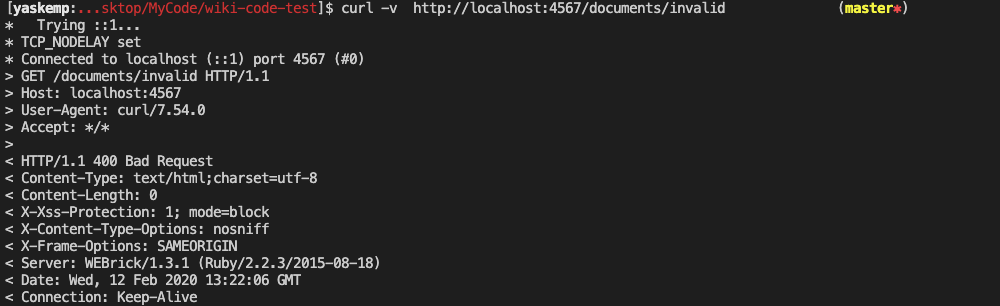 [yaskemp:...sktop/MyCode/wiki-code-test]$ curl -v  http://localhost:4567/documents/invalid (master✱)
*   Trying ::1...
* TCP_NODELAY set
* Connected to localhost (::1) port 4567 (#0)
> GET /documents/invalid HTTP/1.1
> Host: localhost:4567
> User-Agent: curl/7.54.0
> Accept: */*
>
< HTTP/1.1 400 Bad Request
< Content-Type: text/html;charset=utf-8
< Content-Length: 0
< X-Xss-Protection: 1; mode=block
< X-Content-Type-Options: nosniff
< X-Frame-Options: SAMEORIGIN
< Server: WEBrick/1.3.1 (Ruby/2.2.3/2015-08-18)
< Date: Wed, 12 Feb 2020 13:22:06 GMT
< Connection: Keep-Alive